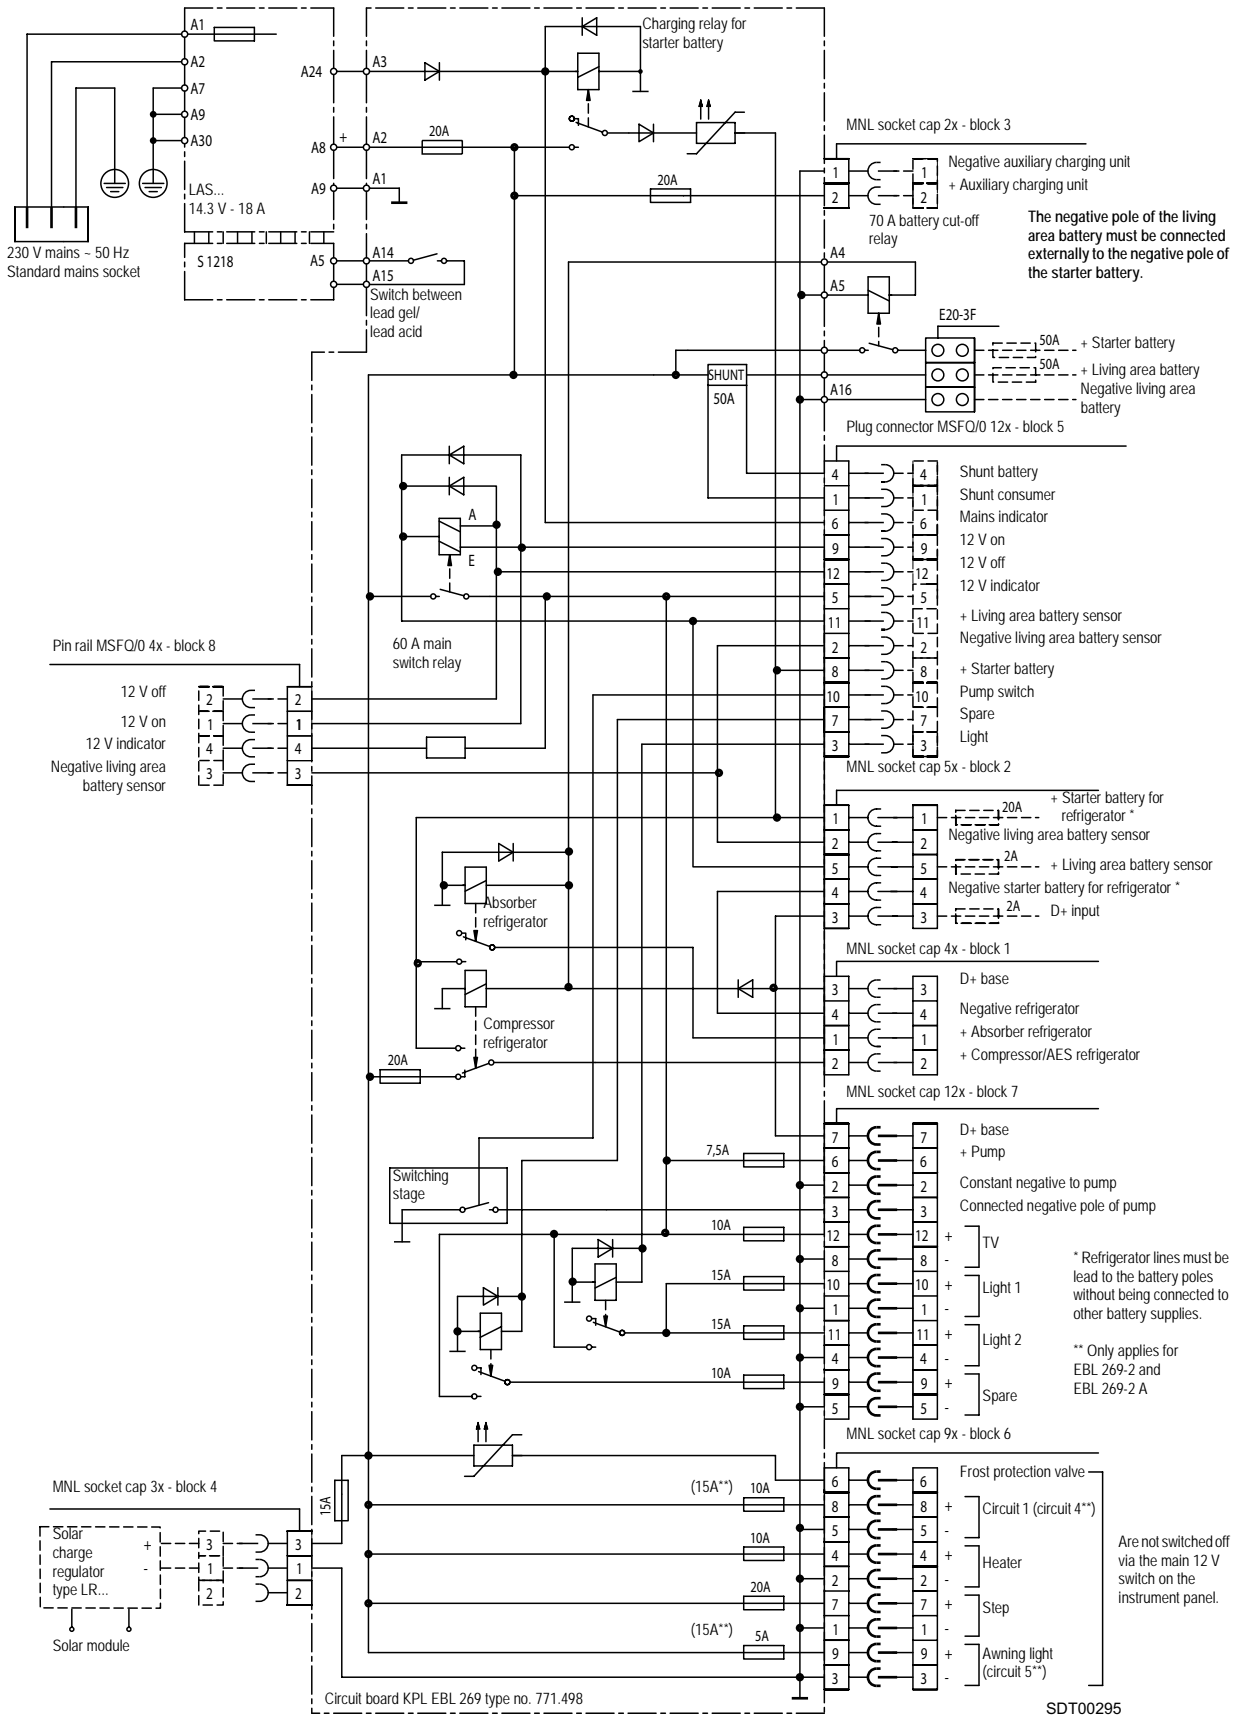 A1
A2
A7
A9
A30
A24
A8
+
A9
LAS...
14.3 V - 18 A
S 1218
A5
230 V mains ~ 50 Hz
Standard mains socket
A3
A2
20A
A1
A14
A15
Switch between
lead gel/
lead acid
Charging relay for
starter battery
20A
MNL socket cap 2x - block 3
1 1 Negative auxiliary charging unit
2 2 + Auxiliary charging unit
70 A battery cut-off
relay
The negative pole of the living
area battery must be connected
externally to the negative pole of
the starter battery.
A4
A5
E20-3F
50A + Starter battery
50A + Living area battery
A16
Negative living area
battery
SHUNT
50A
Plug connector MSFQ/0 12x - block 5
4 4 Shunt battery
1 1 Shunt consumer
6 6 Mains indicator
9 9 12 V on
12 12 12 V off
5 5 12 V indicator
11 11 + Living area battery sensor
2 2 Negative living area battery sensor
8 8 + Starter battery
10 10 Pump switch
7 7 Spare
3 3 Light
A
E
60 A main
switch relay
Pin rail MSFQ/0 4x - block 8
12 V off 2 2
12 V on 1 1
12 V indicator 4 4
Negative living area
battery sensor 3 3
MNL socket cap 5x - block 2
1 1 20A + Starter battery for
refrigerator *
2 2 Negative living area battery sensor
5 5 2A + Living area battery sensor
4 4 Negative starter battery for refrigerator *
3 3 2A D+ input
Absorber
refrigerator
Compressor
refrigerator
20A
MNL socket cap 4x - block 1
3 3 D+ base
4 4 Negative refrigerator
1 1 + Absorber refrigerator
2 2 + Compressor/AES refrigerator
MNL socket cap 12x - block 7
7 7 D+ base
7,5A 6 6 + Pump
2 2 Constant negative to pump
3 3 Connected negative pole of pump
10A 12 12 + TV
8 8 -
15A 10 10 + Light 1
1 1 -
15A 11 11 + Light 2
4 4 -
10A 9 9 + Spare
5 5 -
Switching
stage
* Refrigerator lines must be
lead to the battery poles
without being connected to
other battery supplies.
** Only applies for
EBL 269-2 and
EBL 269-2 A
MNL socket cap 9x - block 6
6 6 Frost protection valve
(15A**) 10A 8 8 + Circuit 1 (circuit 4**)
5 5 -
10A 4 4 + Heater
2 2 -
20A 7 7 + Step
1 1 -
(15A**) 5A 9 9 + Awning light
(circuit 5**)
3 3 -
Are not switched off
via the main 12 V
switch on the
instrument panel.
MNL socket cap 3x - block 4
15A
Solar
charge
regulator
type LR...
+ 3 3
- 1 1
2 2
Solar module
Circuit board KPL EBL 269 type no. 771.498
SDT00295